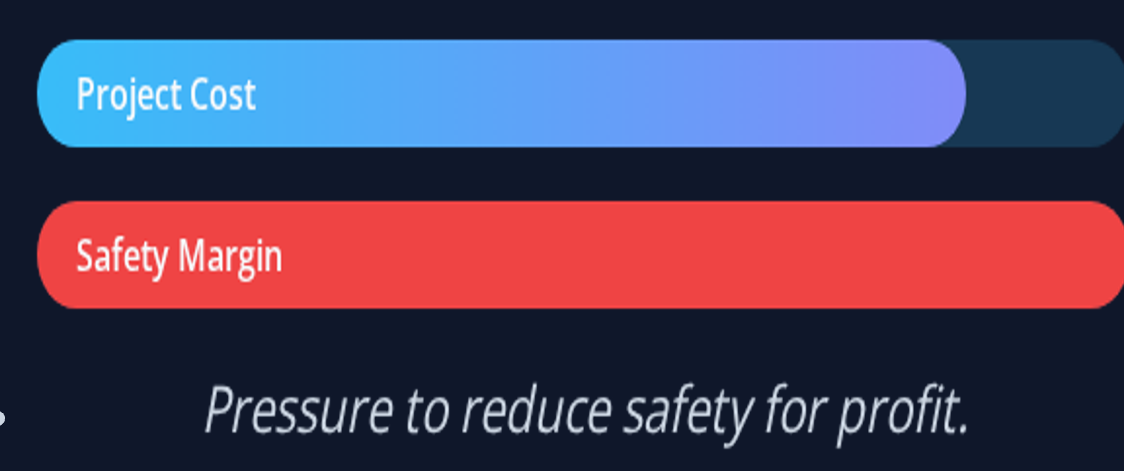 Project Cost
Safety Margin
Pressure to reduce safety for profit.